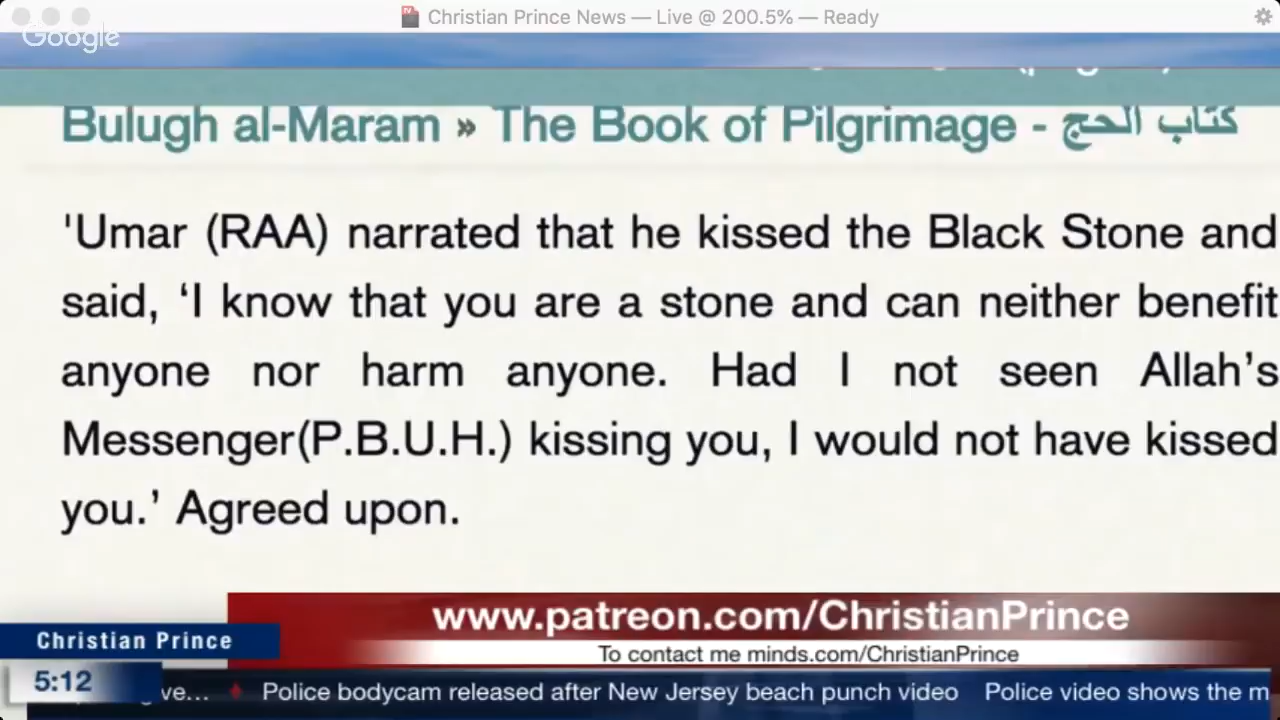 Christian Prince News — Live @ 200.5% — Ready
Google
Bulugh al-Maram » The Book of Pilgrimage - كتاب الحج
'Umar (RAA) narrated that he kissed the Black Stone and
said, ‘I know that you are a stone and can neither benefit
anyone nor harm anyone. Had I not seen Allah’s
Messenger(P.B.U.H.) kissing you, I would not have kissed
you.’ Agreed upon.
www.patreon.com/ChristianPrince
Christian Prince
To contact me minds.com/ChristianPrince
5:12
Police bodycam released after New Jersey beach punch video Police video shows the m